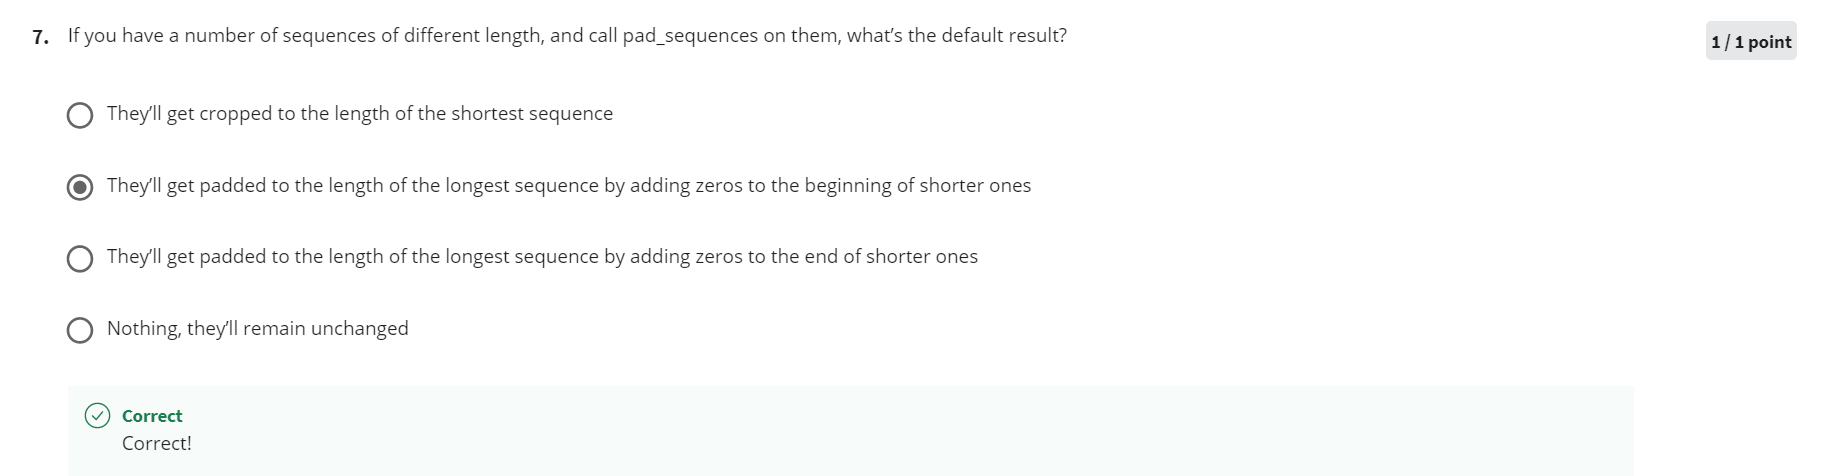 7. If you have a number of sequences of different length, and call pad_sequences on them, what's the default result?
1 / 1 point
They'll get cropped to the length of the shortest sequence
They'll get padded to the length of the longest sequence by adding zeros to the beginning of shorter ones
They'll get padded to the length of the longest sequence by adding zeros to the end of shorter ones
Nothing, they'll remain unchanged
Correct
Correct!